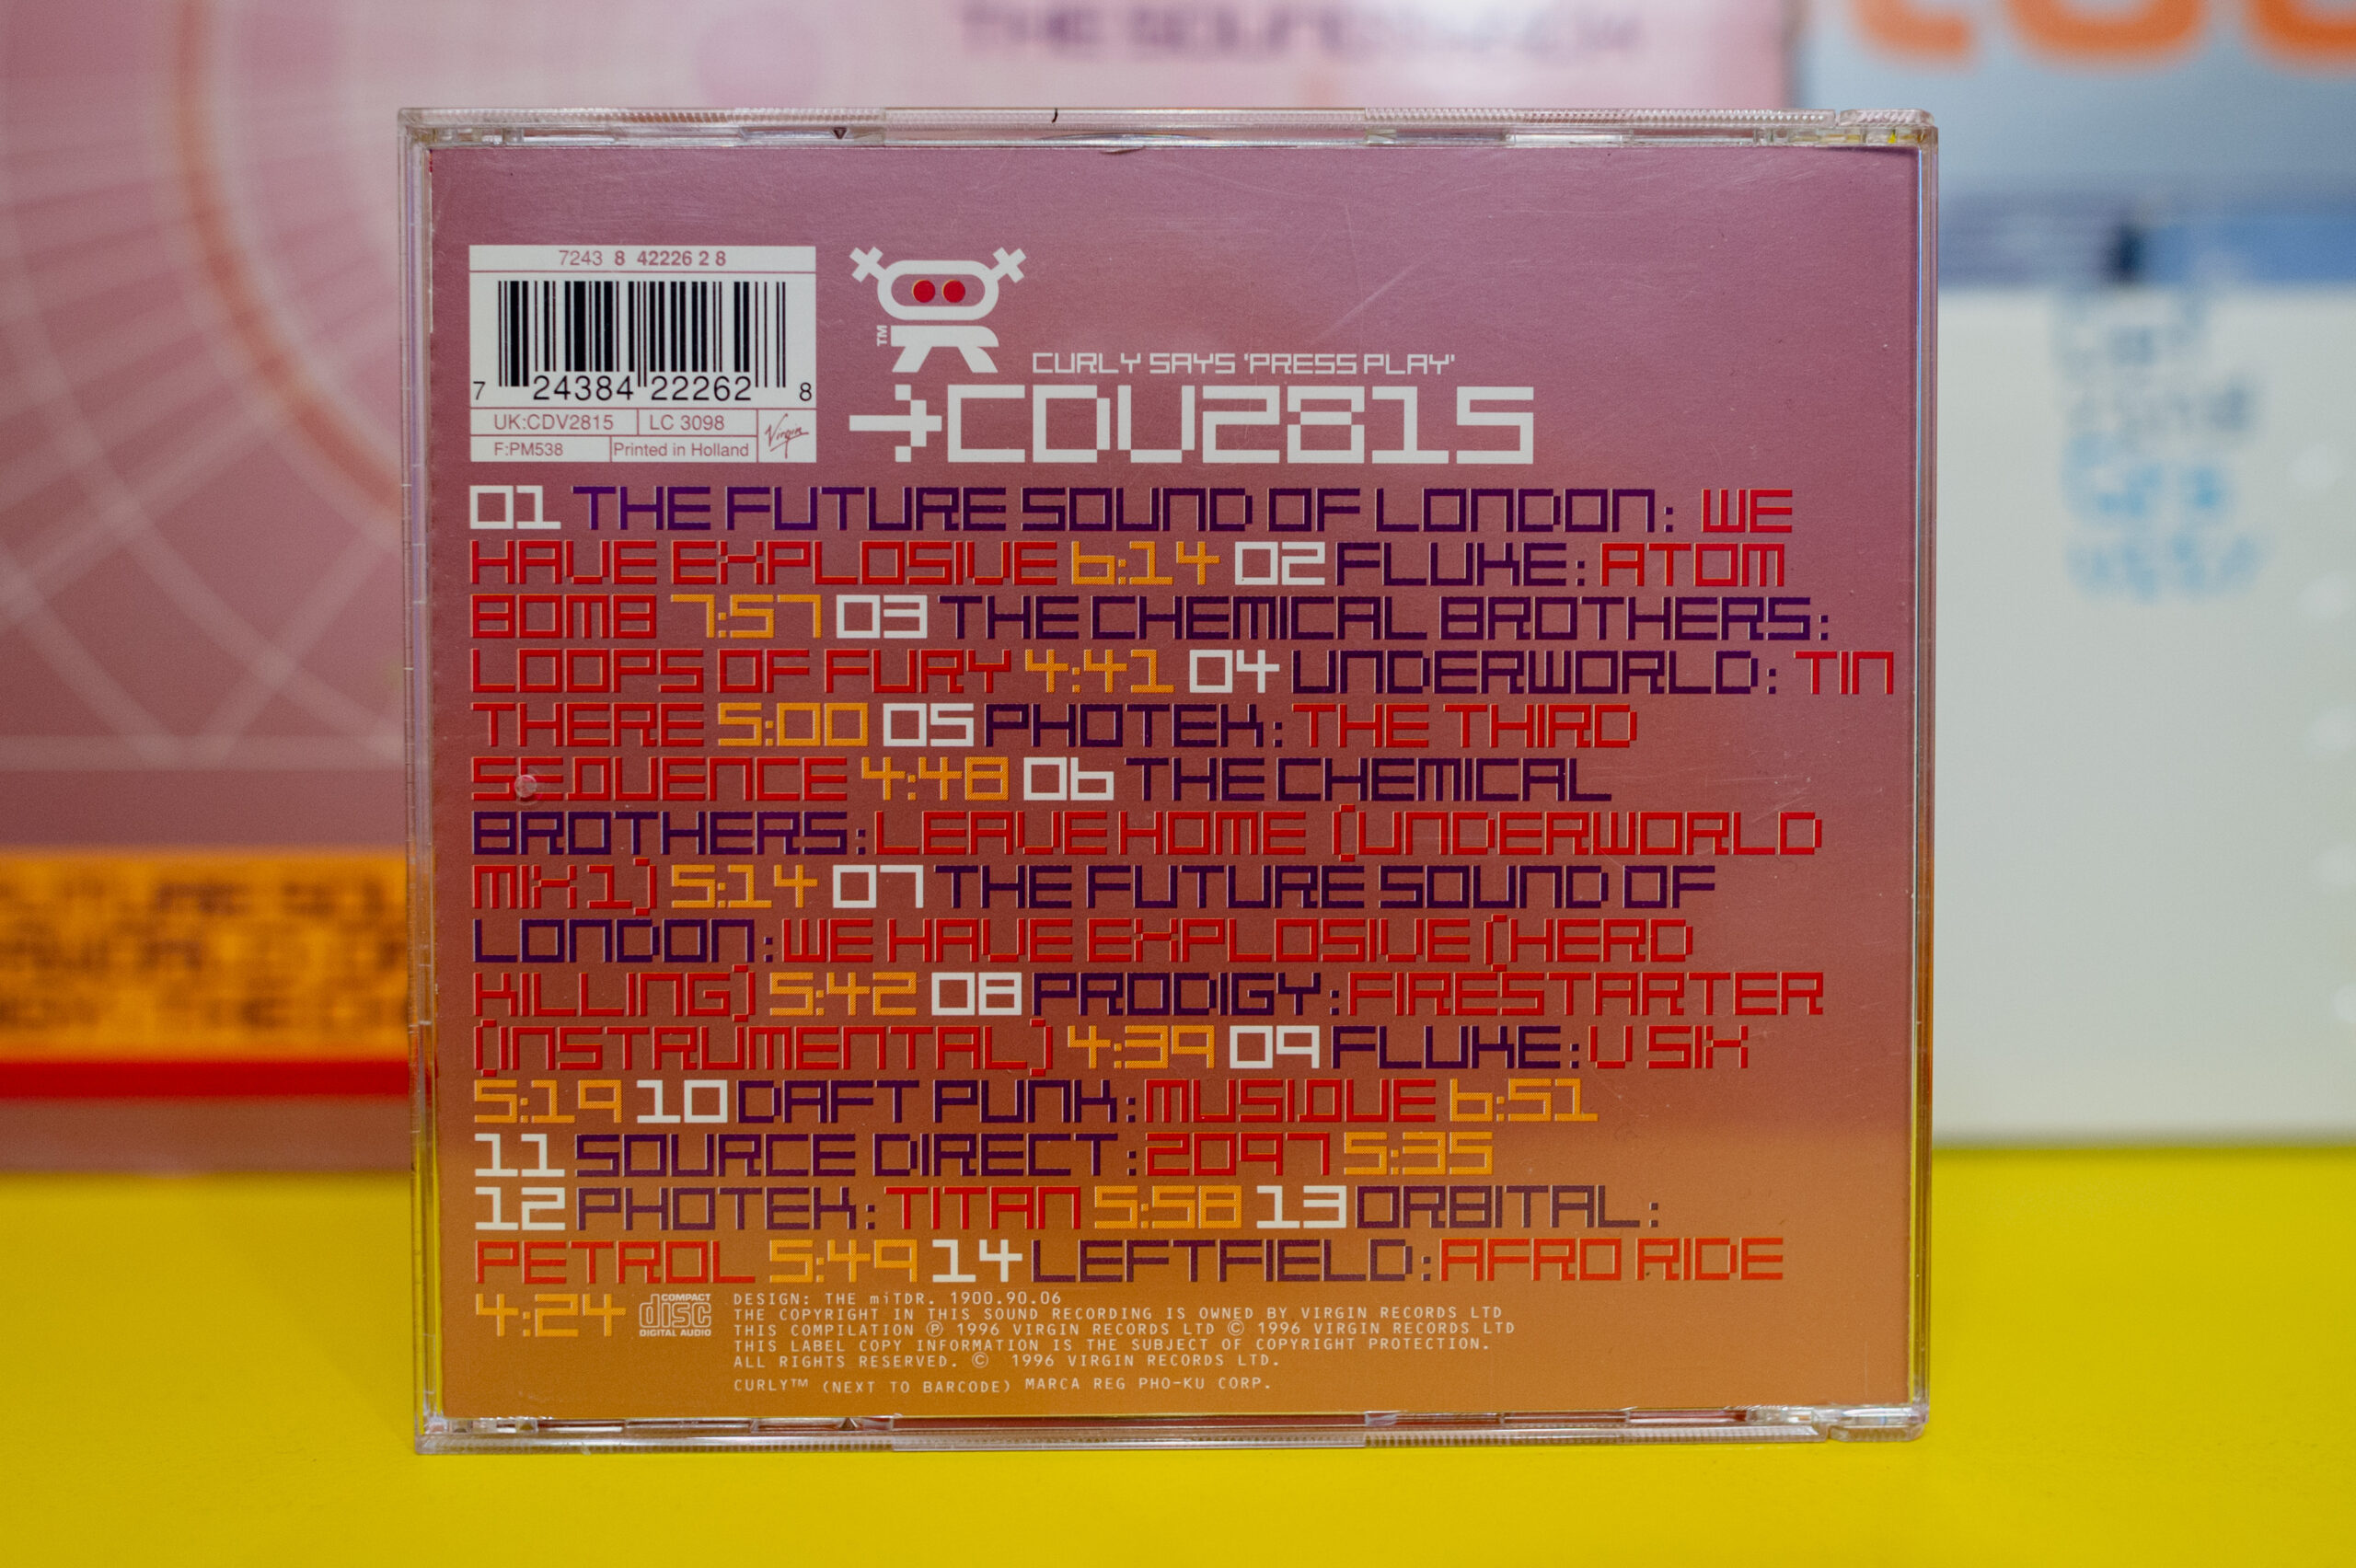 THE SOUNDTRACK
7243 8 42226 2 8
7 24384 22262 8
UK:CDV2815 LC 3098
F:PM538 Printed in Holland Virgin
TM
CURLY SAYS 'PRESS PLAY'
CDV2815
01 THE FUTURE SOUND OF LONDON: WE
HAVE EXPLOSIVE 6:14 02 FLUKE: ATOM
BOMB 7:57 03 THE CHEMICAL BROTHERS:
LOOPS OF FURY 4:41 04 UNDERWORLD: TIN
THERE 5:00 05 PHOTEK: THE THIRD
SEQUENCE 4:48 06 THE CHEMICAL
BROTHERS: LEAVE HOME (UNDERWORLD
MIX 1) 5:14 07 THE FUTURE SOUND OF
LONDON: WE HAVE EXPLOSIVE (HERD
KILLING) 5:42 08 PRODIGY: FIRESTARTER
(INSTRUMENTAL) 4:39 09 FLUKE: V SIX
5:19 10 DAFT PUNK: MUSIQUE 6:51
11 SOURCE DIRECT: 2097 5:35
12 PHOTEK: TITAN 5:58 13 ORBITAL:
PETROL 5:49 14 LEFTFIELD: AFRO RIDE
4:24 COMPACT disc DIGITAL AUDIO
DESIGN: THE miTDR. 1900.90.06
THE COPYRIGHT IN THIS SOUND RECORDING IS OWNED BY VIRGIN RECORDS LTD
THIS COMPILATION ℗ 1996 VIRGIN RECORDS LTD © 1996 VIRGIN RECORDS LTD
THIS LABEL COPY INFORMATION IS THE SUBJECT OF COPYRIGHT PROTECTION.
ALL RIGHTS RESERVED. © 1996 VIRGIN RECORDS LTD.
CURLY™ (NEXT TO BARCODE) MARCA REG PHO-KU CORP.